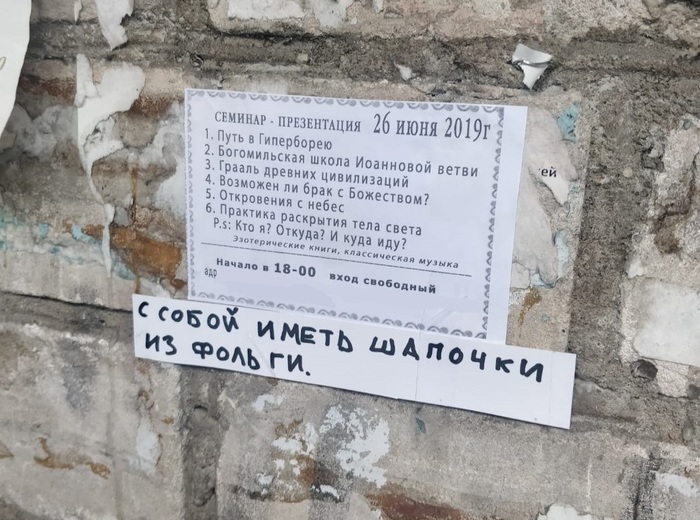 СЕМИНАР - ПРЕЗЕНТАЦИЯ 26 ИЮНЯ 2019г
1. Путь в Гиперборею
2. Богомильская школа Иоанновой ветви
3. Грааль древних цивилизаций
4. Возможен ли брак с Божеством?
5. Откровения с небес
6. Практика раскрытия тела света
P.s: Кто я? Откуда? И куда иду?
Эзотерические книги, классическая музыка
Начало в 18-00 вход свободный
адр
ей
С СОБОЙ ИМЕТЬ ШАПОЧКИ
ИЗ ФОЛЬГИ.